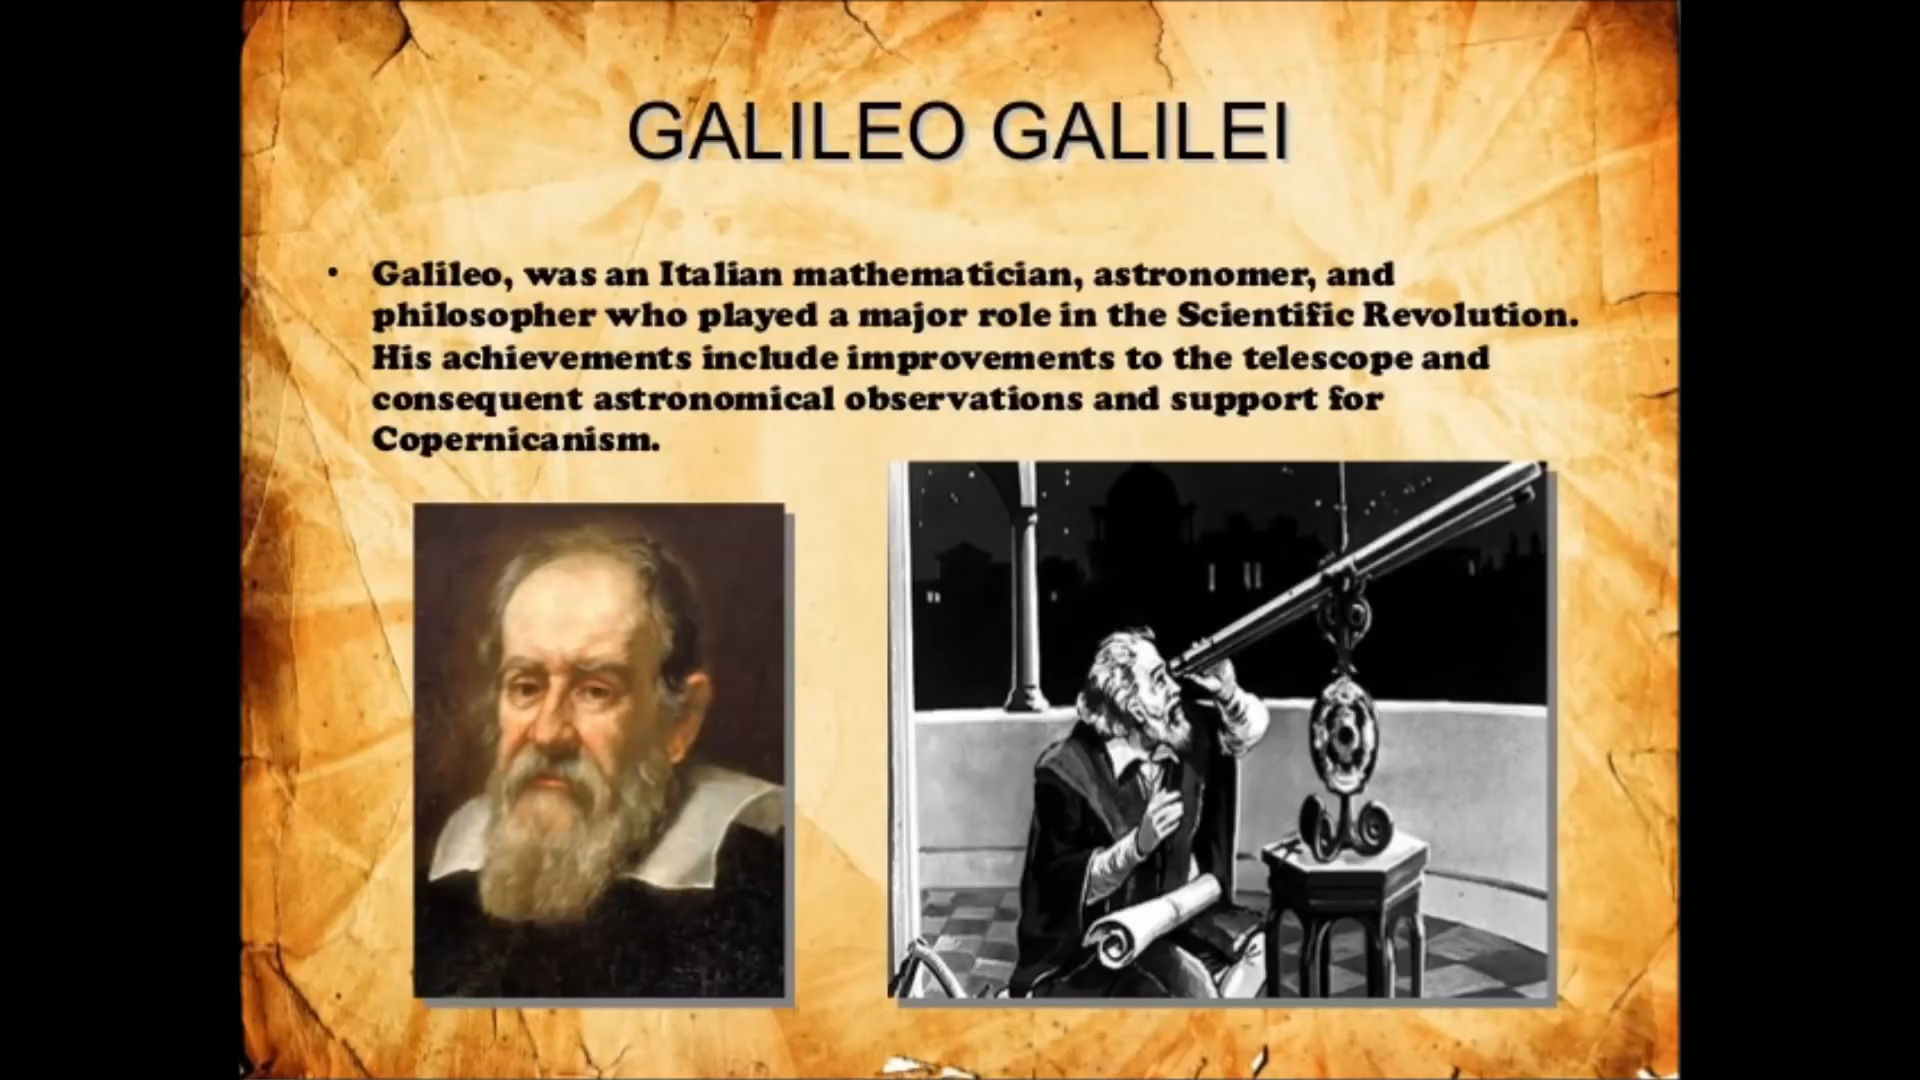 GALILEO GALILEI
• Galileo, was an Italian mathematician, astronomer, and
philosopher who played a major role in the Scientific Revolution.
His achievements include improvements to the telescope and
consequent astronomical observations and support for
Copernicanism.